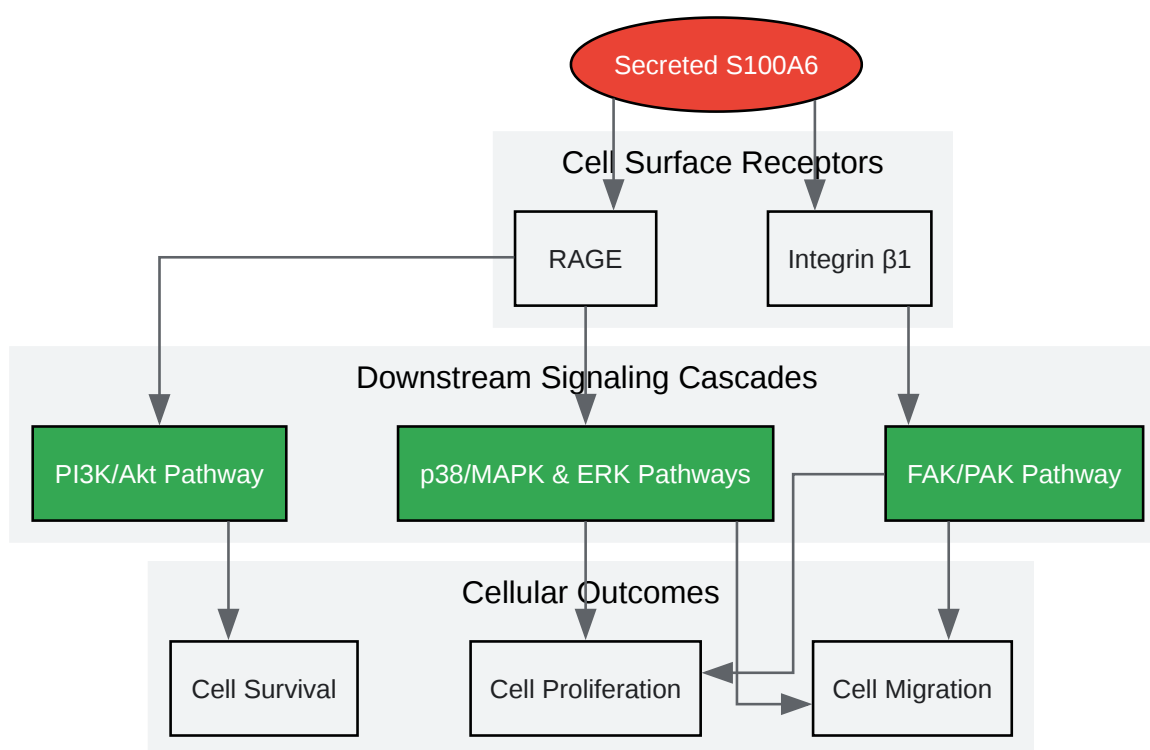 Secreted S100A6
Cell Surface Receptors
RAGE
Integrin β1
Downstream Signaling Cascades
PI3K/Akt Pathway
p38/MAPK & ERK Pathways
FAK/PAK Pathway
Cellular Outcomes
Cell Survival
Cell Proliferation
Cell Migration